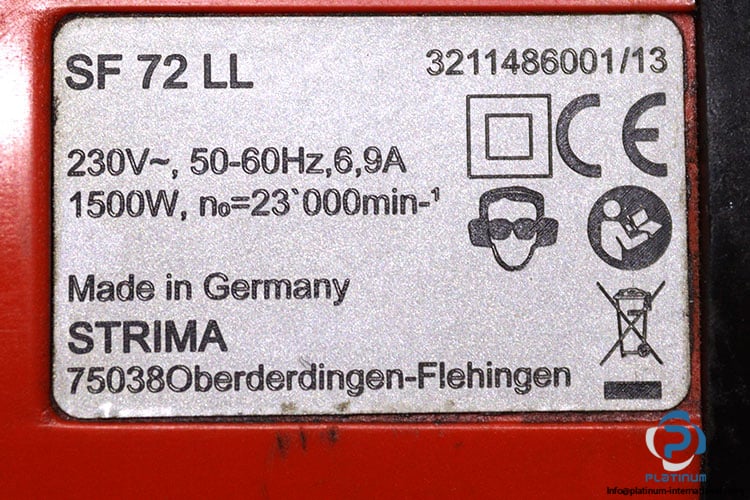 SF 72 LL
3211486001/13
230V~, 50-60Hz,6,9A
1500W, n₀=23`000min-¹
CE
Made in Germany
STRIMA
75038Oberderdingen-Flehingen
PLATINUM